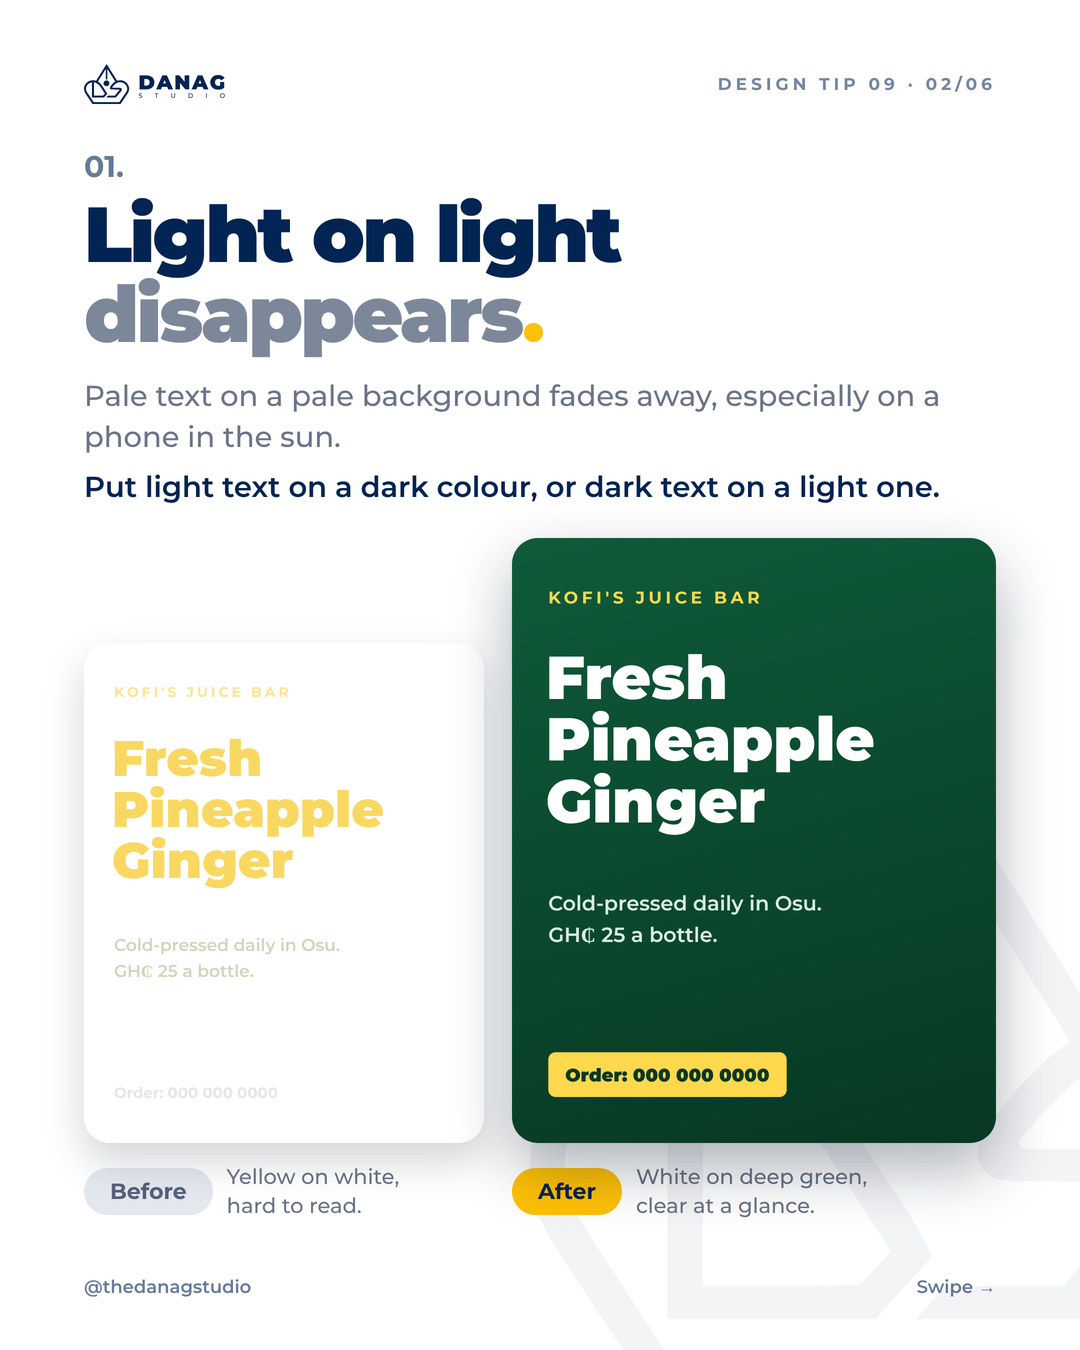 DANAG
STUDIO
DESIGN TIP 09 · 02/06
01.
Light on light
disappears.
Pale text on a pale background fades away, especially on a
phone in the sun.
Put light text on a dark colour, or dark text on a light one.
KOFI'S JUICE BAR
Fresh
Pineapple
Ginger
Cold-pressed daily in Osu.
GH₵ 25 a bottle.
Order: 000 000 0000
KOFI'S JUICE BAR
Fresh
Pineapple
Ginger
Cold-pressed daily in Osu.
GH₵ 25 a bottle.
Order: 000 000 0000
Before
Yellow on white,
hard to read.
After
White on deep green,
clear at a glance.
@thedanagstudio
Swipe →